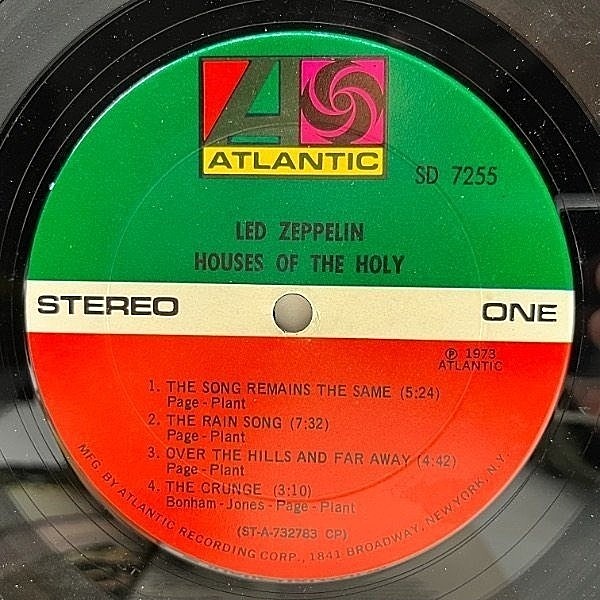 ATLANTIC
SD 7255
LED ZEPPELIN
HOUSES OF THE HOLY
STEREO
ONE
℗ 1973
ATLANTIC
1. THE SONG REMAINS THE SAME (5:24)
Page - Plant
2. THE RAIN SONG (7:32)
Page - Plant
3. OVER THE HILLS AND FAR AWAY (4:42)
Page - Plant
4. THE CRUNGE (3:10)
Bonham - Jones - Page - Plant
(ST-A-732783 CP)
MFG. BY ATLANTIC RECORDING CORP., 1841 BROADWAY, NEW YORK, N.Y.